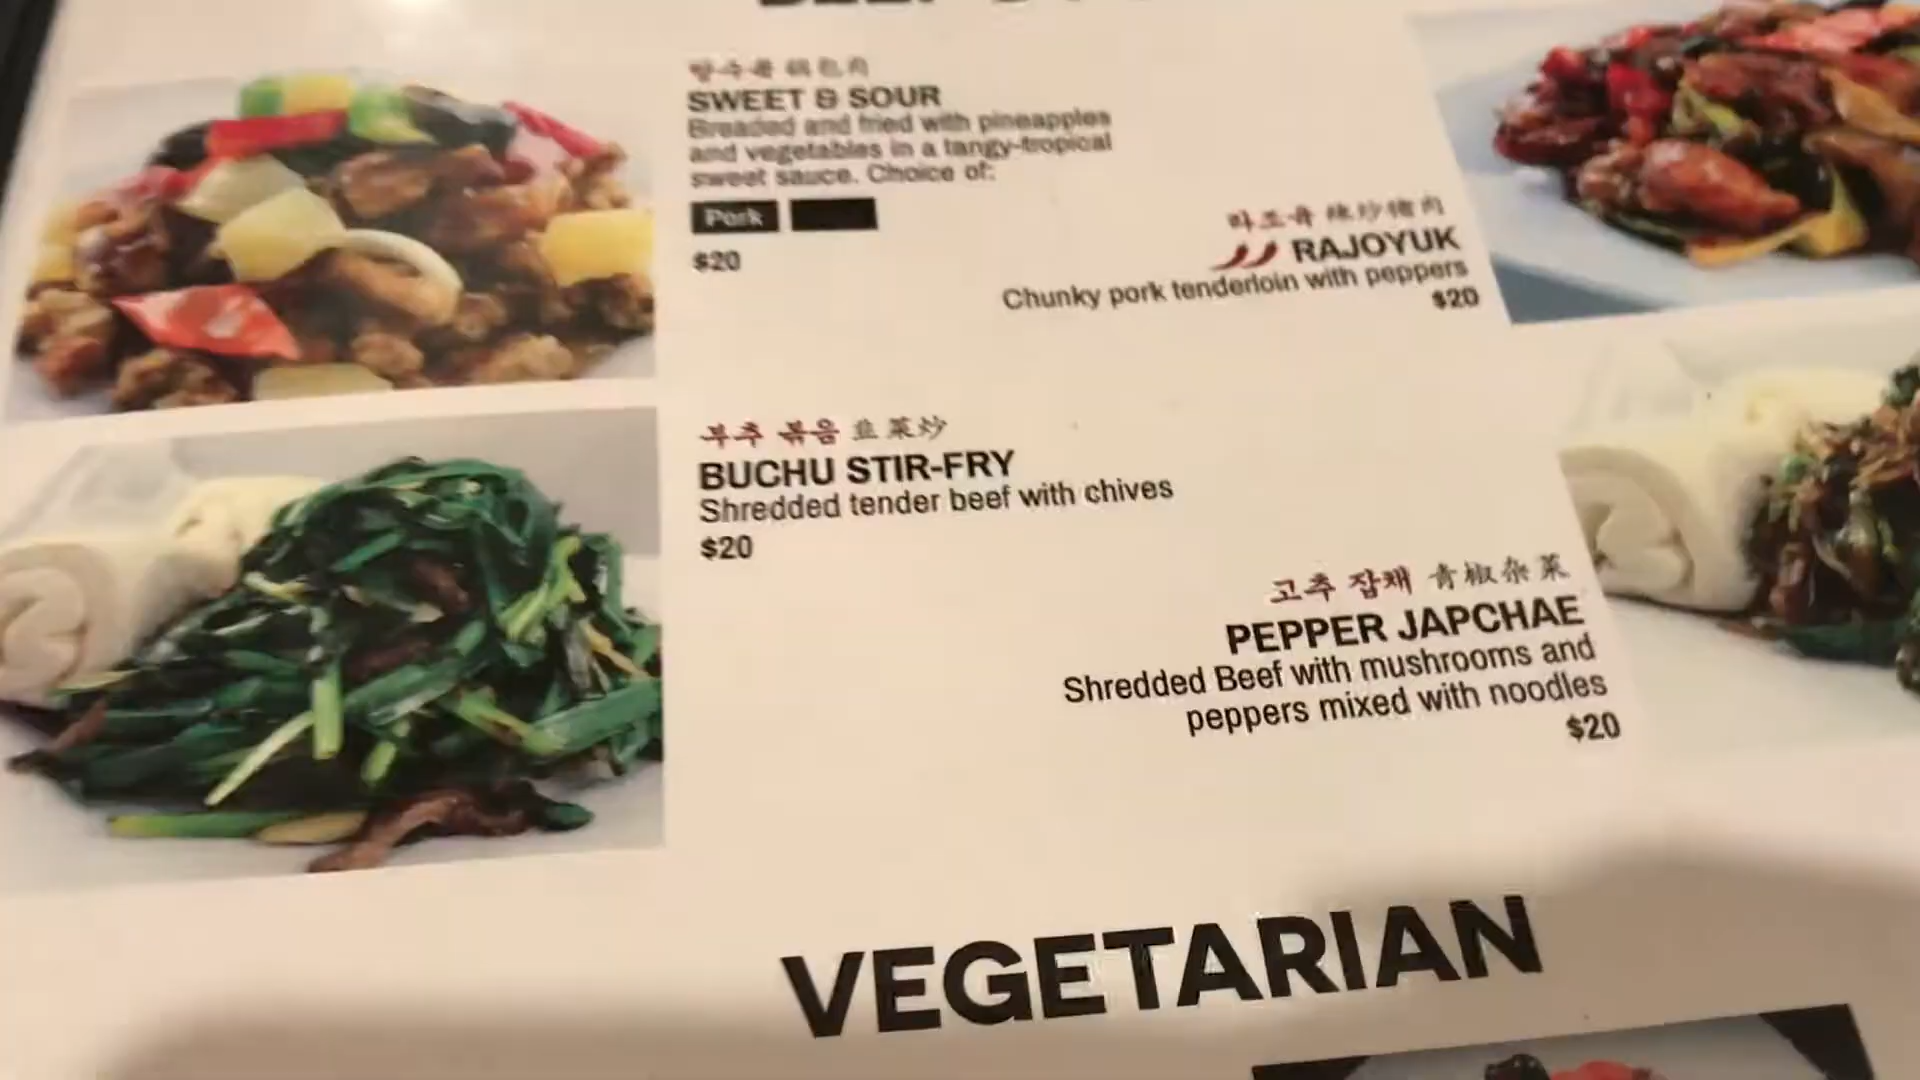 탕수육 鍋包肉
SWEET & SOUR
Breaded and fried with pineapples
and vegetables in a tangy-tropical
sweet sauce. Choice of:
Pork
$20
라조육 辣炒猪肉
RAJOYUK
Chunky pork tenderloin with peppers
$20
부추 볶음 韭菜炒
BUCHU STIR-FRY
Shredded tender beef with chives
$20
고추 잡채 青椒杂菜
PEPPER JAPCHAE
Shredded Beef with mushrooms and
peppers mixed with noodles
$20
VEGETARIAN